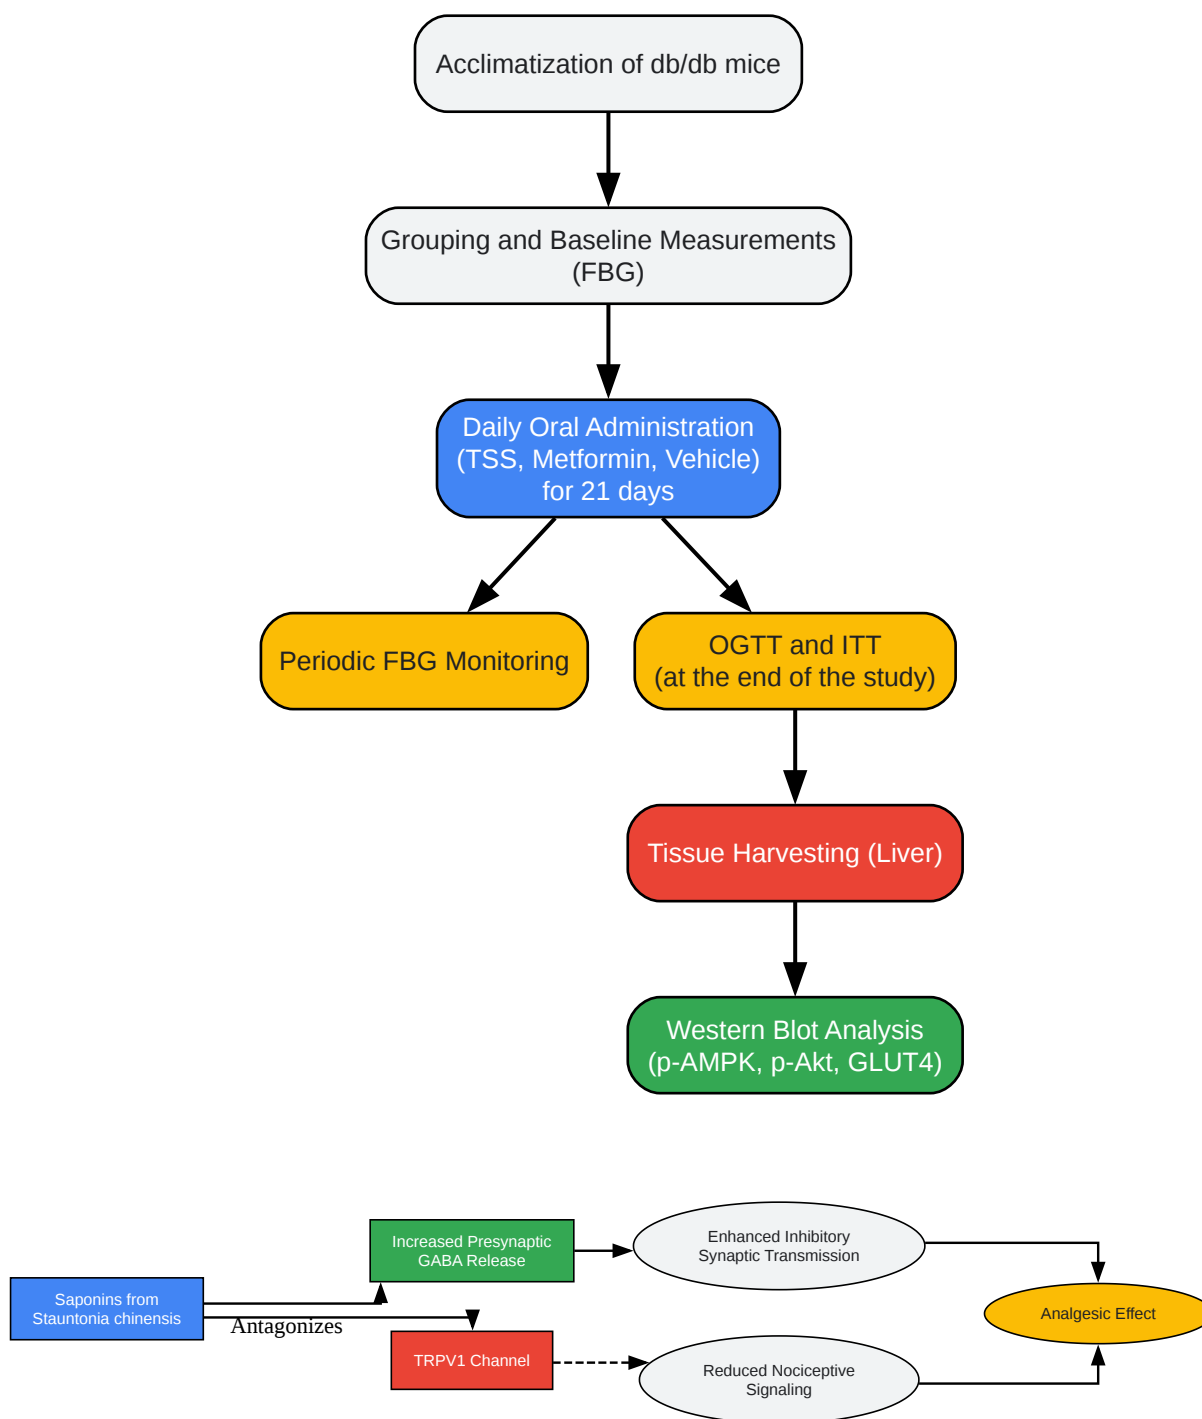 Acclimatization of db/db mice
Grouping and Baseline Measurements
(FBG)
Daily Oral Administration
(TSS, Metformin, Vehicle)
for 21 days
Periodic FBG Monitoring
OGTT and ITT
(at the end of the study)
Tissue Harvesting (Liver)
Western Blot Analysis
(p-AMPK, p-Akt, GLUT4)
Increased Presynaptic
GABA Release
Enhanced Inhibitory
Synaptic Transmission
Saponins from
Stauntonia chinensis
Antagonizes
Analgesic Effect
TRPV1 Channel
Reduced Nociceptive
Signaling